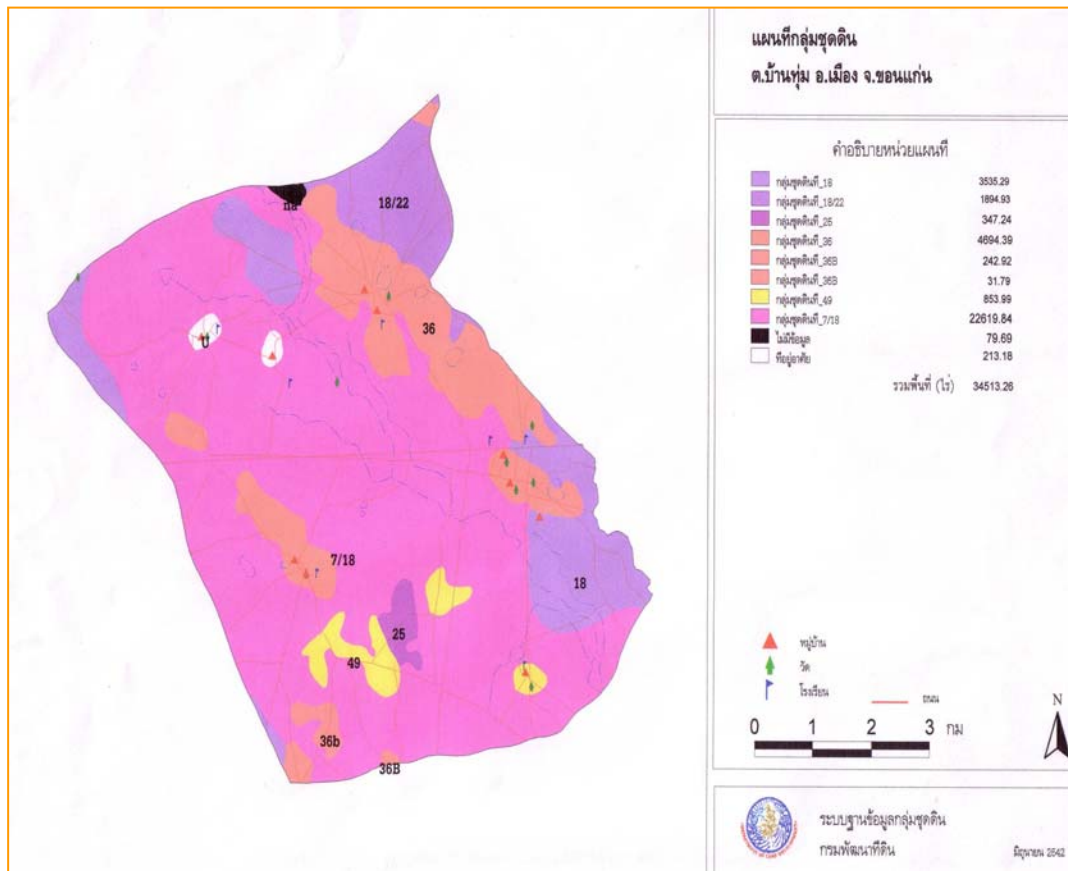 แผนที่กลุ่มชุดดิน
ต.บ้านทุ่ม อ.เมือง จ.ขอนแก่น
คำอธิบายหน่วยแผนที่
กลุ่มชุดดินที่_18 3535.29
กลุ่มชุดดินที่_18/22 1894.93
กลุ่มชุดดินที่_25 347.24
กลุ่มชุดดินที่_36 4694.39
กลุ่มชุดดินที่_36B 242.92
กลุ่มชุดดินที่_36B 31.79
กลุ่มชุดดินที่_49 853.99
กลุ่มชุดดินที่_7/18 22619.84
ไม่มีข้อมูล 79.69
ที่อยู่อาศัย 213.18
รวมพื้นที่ (ไร่) 34513.26
na
18/22
36
U
7/18
18
25
49
36b
36B
หมู่บ้าน
วัด
โรงเรียน
ถนน
N
0 1 2 3 กม
ระบบฐานข้อมูลกลุ่มชุดดิน
กรมพัฒนาที่ดิน
มิถุนายน 2542